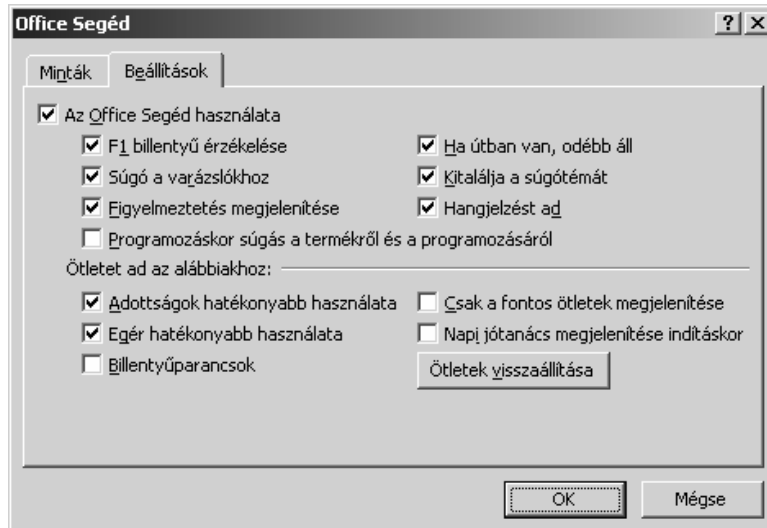 Office Segéd
Minták Beállítások
Az Office Segéd használata
F1 billentyű érzékelése Ha útban van, odébb áll
Súgó a varázslókhoz Kitalálja a súgótémát
Figyelmeztetés megjelenítése Hangjelzést ad
Programozáskor súgás a termékről és a programozásáról
Ötletet ad az alábbiakhoz:
Adottságok hatékonyabb használata Csak a fontos ötletek megjelenítése
Egér hatékonyabb használata Napi jótanács megjelenítése indításkor
Billentyűparancsok Ötletek visszaállítása
OK Mégse